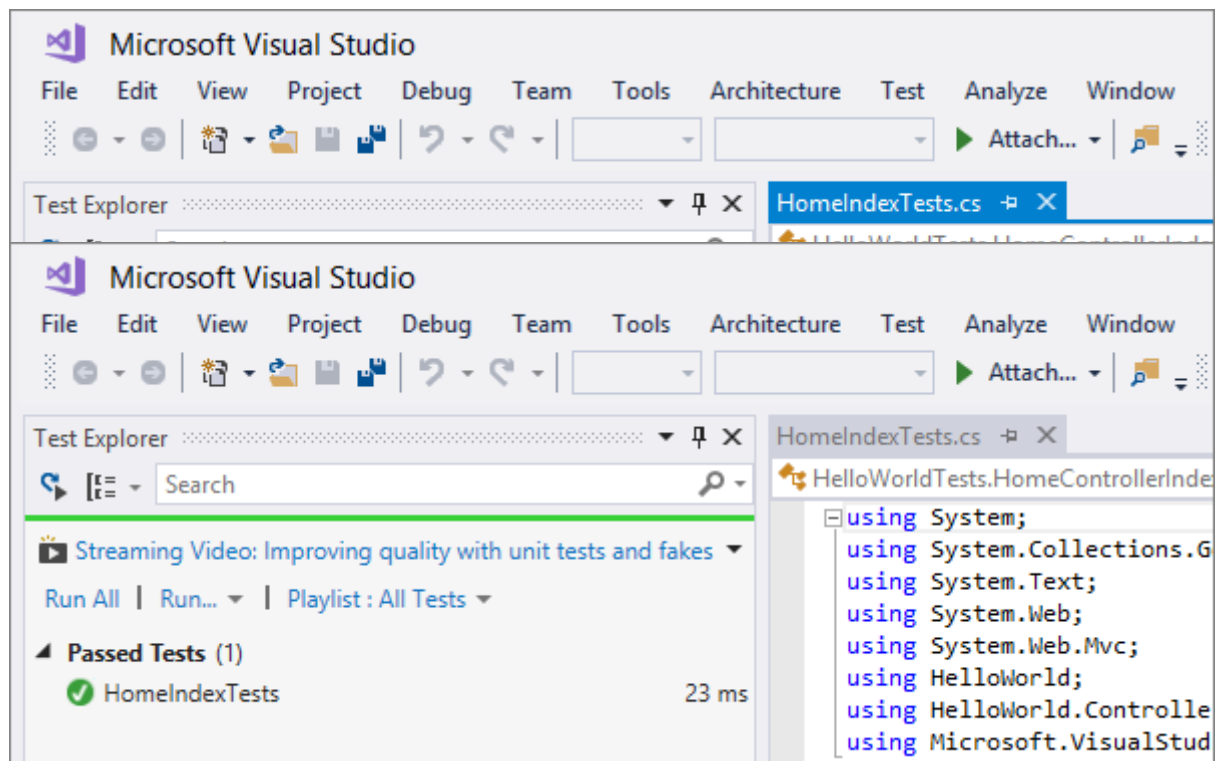 Microsoft Visual Studio
File Edit View Project Debug Team Tools Architecture Test Analyze Window
Attach...
Test Explorer HomeIndexTests.cs
HelloWorldTests.HomeControllerInde
Microsoft Visual Studio
File Edit View Project Debug Team Tools Architecture Test Analyze Window
Attach...
Test Explorer HomeIndexTests.cs
Search HelloWorldTests.HomeControllerInde
using System;
Streaming Video: Improving quality with unit tests and fakes using System.Collections.G
using System.Text;
Run All | Run... | Playlist : All Tests using System.Web;
Passed Tests (1) using System.Web.Mvc;
HomeIndexTests 23 ms using HelloWorld;
using HelloWorld.Controlle
using Microsoft.VisualStud